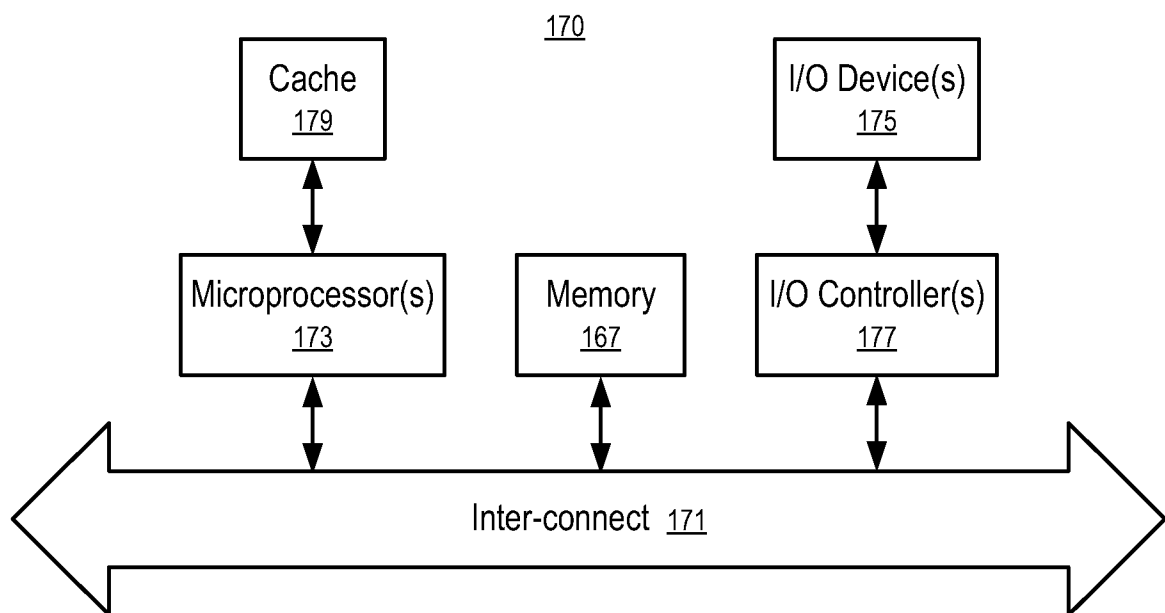 170
Cache
179
I/O Device(s)
175
Microprocessor(s)
173
Memory
167
I/O Controller(s)
177
Inter-connect 171